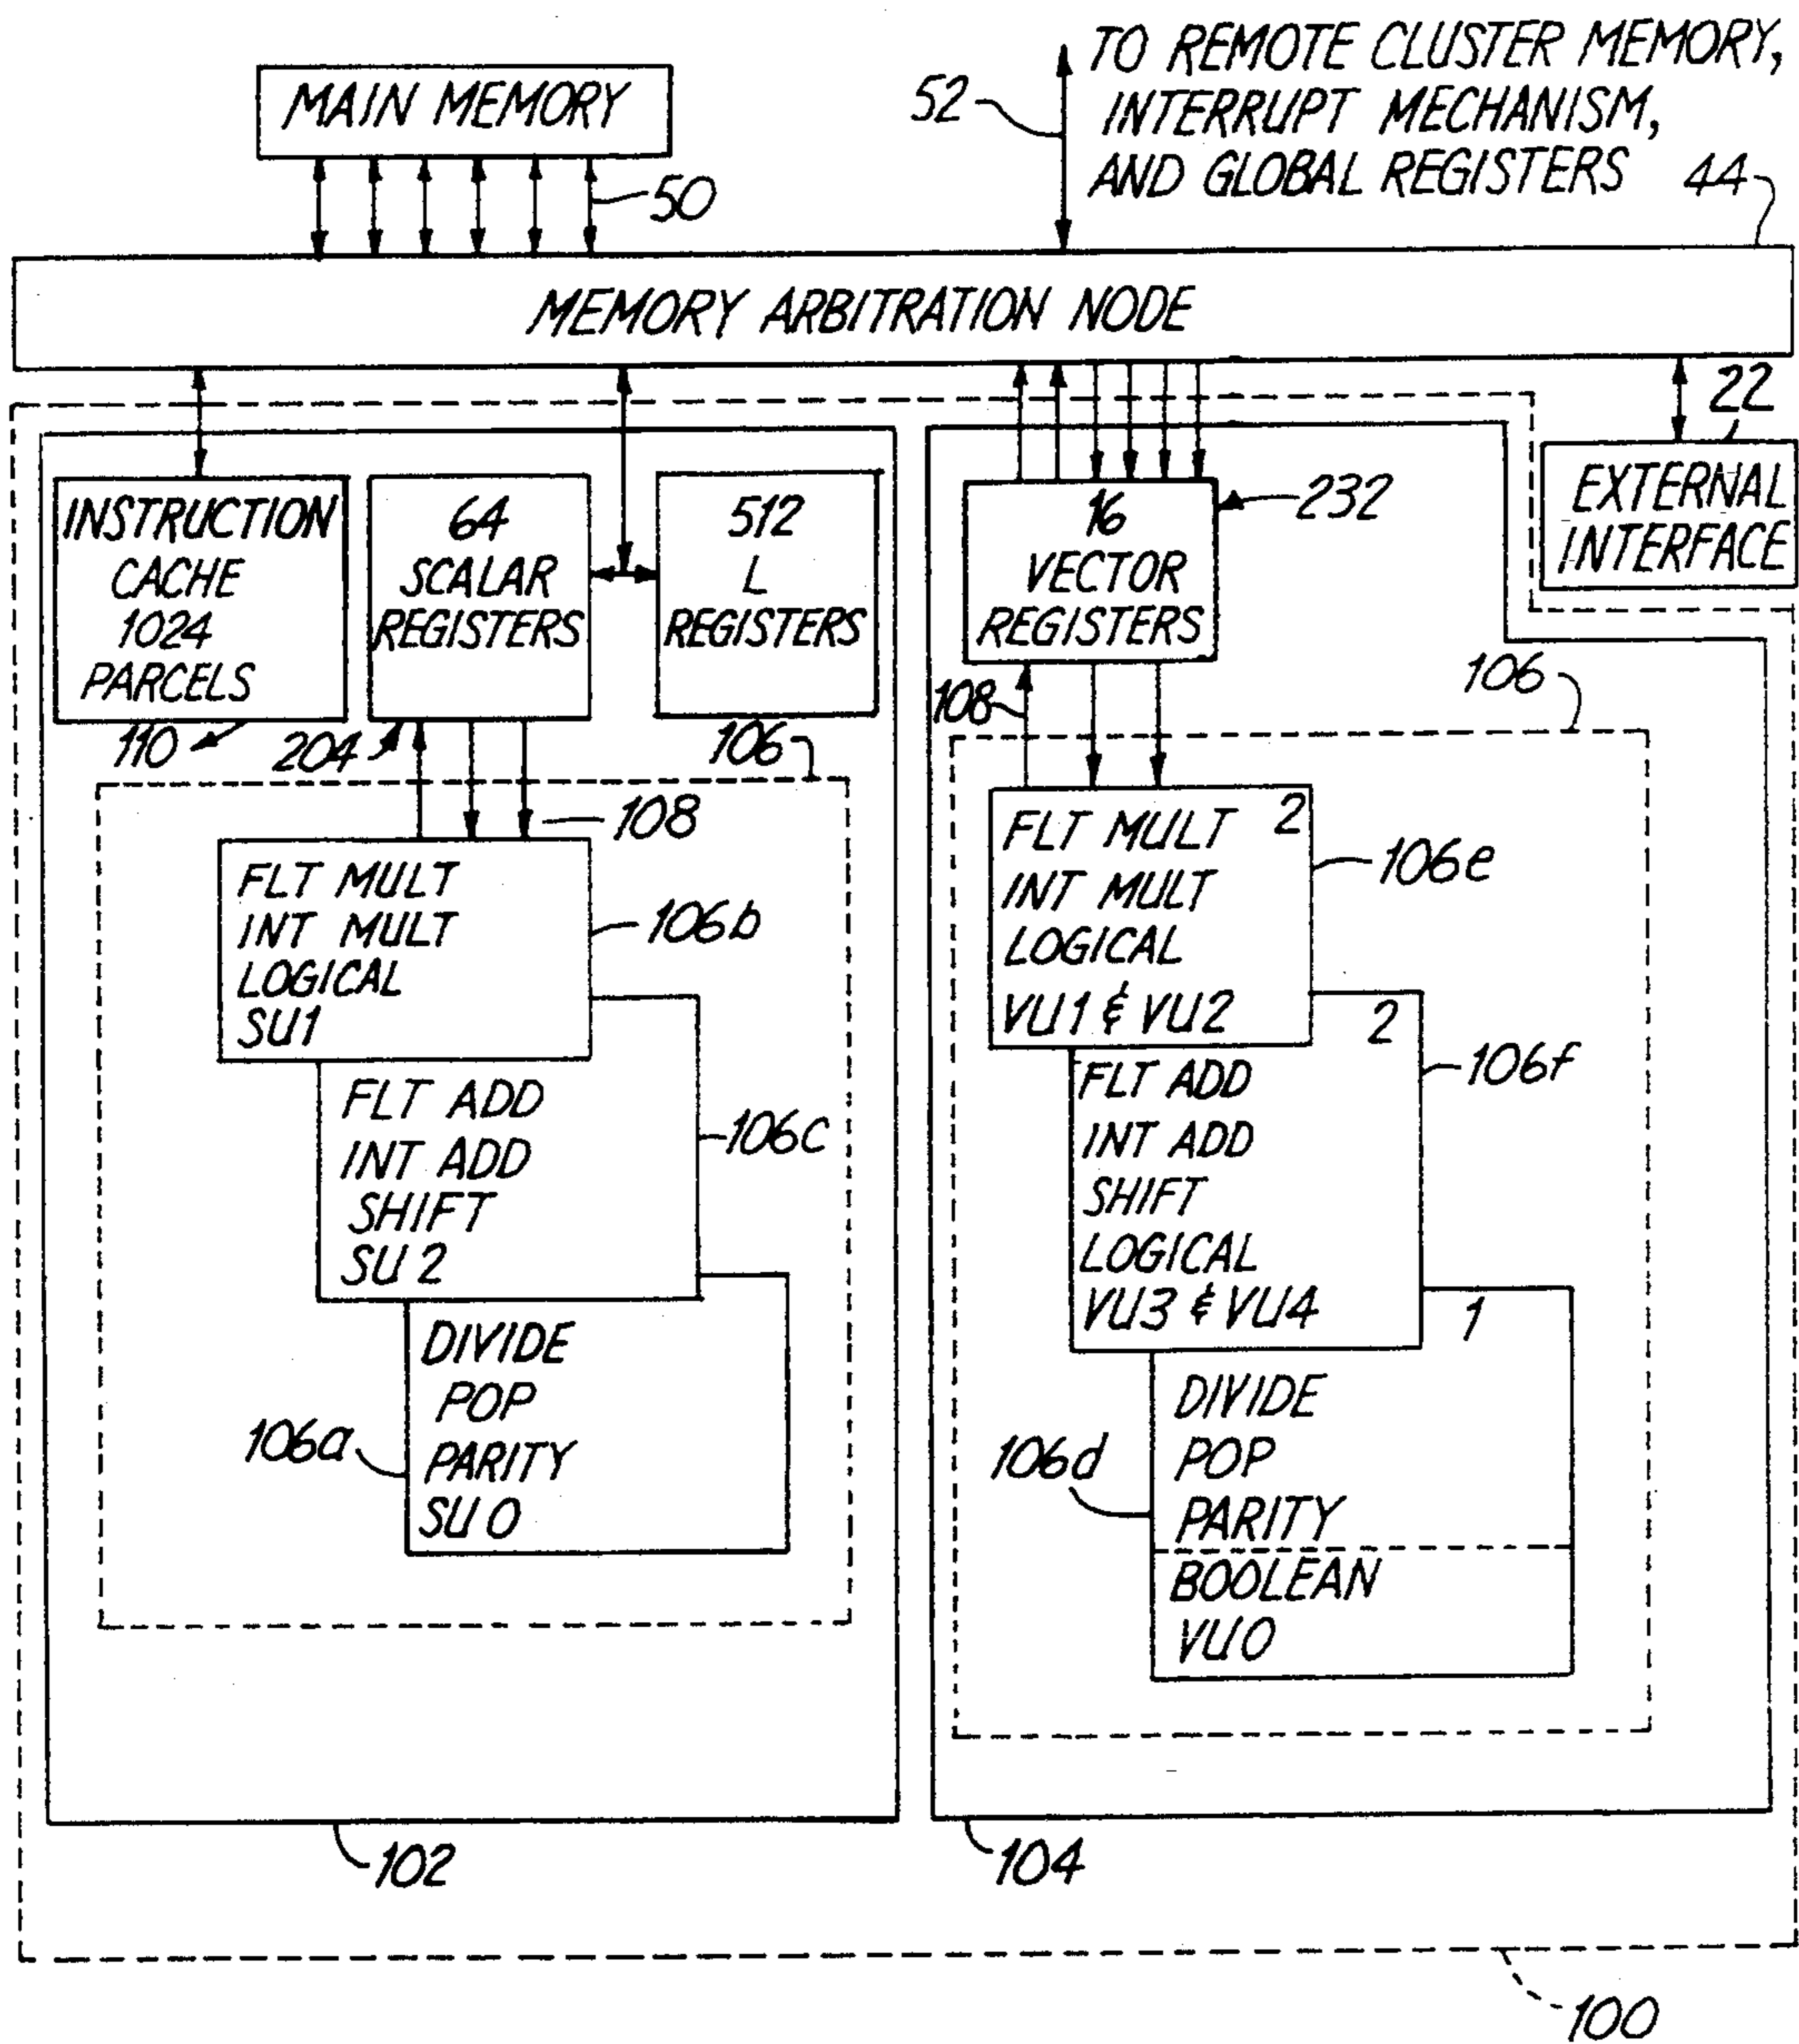 MAIN MEMORY
50
52
TO REMOTE CLUSTER MEMORY,
INTERRUPT MECHANISM,
AND GLOBAL REGISTERS
44
MEMORY ARBITRATION NODE
22
EXTERNAL
INTERFACE
INSTRUCTION
CACHE
1024
PARCELS
110
64
SCALAR
REGISTERS
204
512
L
REGISTERS
106
108
FLT MULT
INT MULT
LOGICAL
SU1
106b
FLT ADD
INT ADD
SHIFT
SU2
106c
DIVIDE
POP
PARITY
SU0
106a
102
16
VECTOR
REGISTERS
232
108
106
FLT MULT 2
INT MULT
LOGICAL
VU1 & VU2
106e
2
FLT ADD
INT ADD
SHIFT
LOGICAL
VU3 & VU4
106f
1
DIVIDE
POP
PARITY
BOOLEAN
VU0
106d
104
100